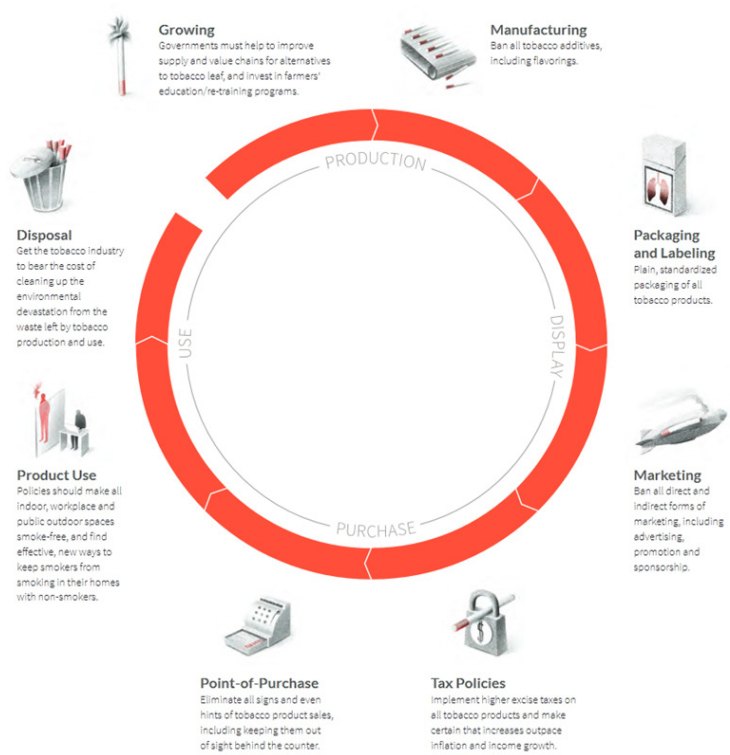 Growing
Governments must help to improve
supply and value chains for alternatives
to tobacco leaf, and invest in farmers'
education/re-training programs.
Manufacturing
Ban all tobacco additives,
including flavorings.
PRODUCTION
Packaging
and Labeling
Plain, standardized
packaging of all
tobacco products.
DISPLAY
Marketing
Ban all direct and
indirect forms of
marketing, including
advertising,
promotion and
sponsorship.
Tax Policies
Implement higher excise taxes on
all tobacco products and make
certain that increases outpace
inflation and income growth.
PURCHASE
Point-of-Purchase
Eliminate all signs and even
hints of tobacco product sales,
including keeping them out
of sight behind the counter.
Product Use
Policies should make all
indoor, workplace and
public outdoor spaces
smoke-free, and find
effective, new ways to
keep smokers from
smoking in their homes
with non-smokers.
USE
Disposal
Get the tobacco industry
to bear the cost of
cleaning up the
environmental
devastation from the
waste left by tobacco
production and use.
$